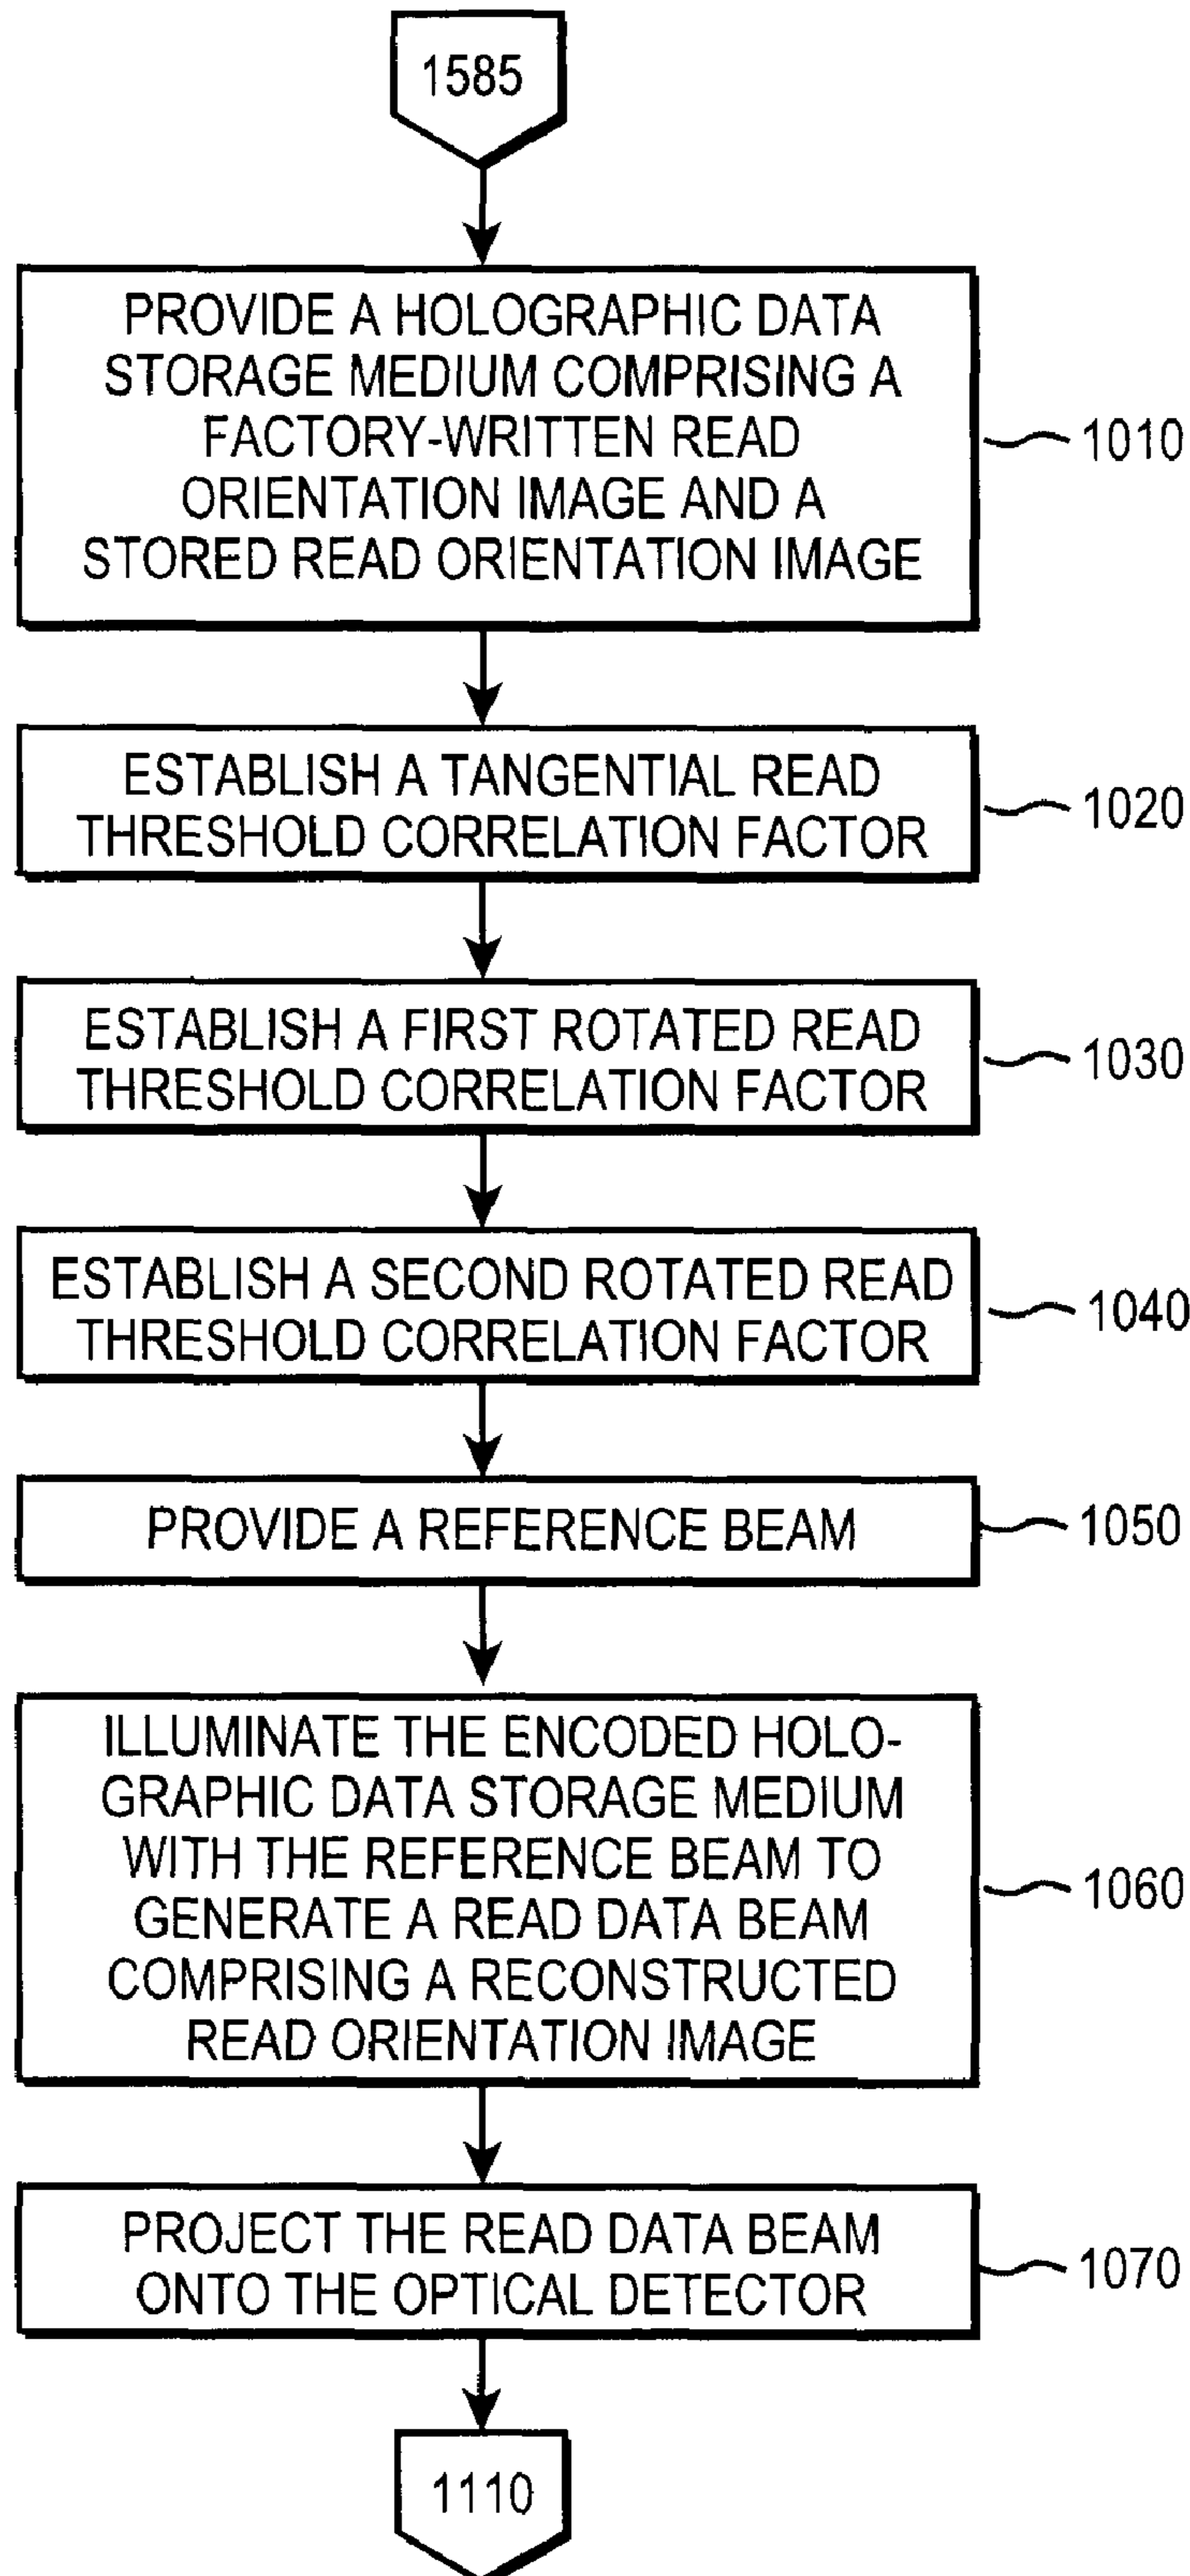 1585
PROVIDE A HOLOGRAPHIC DATA
STORAGE MEDIUM COMPRISING A
FACTORY-WRITTEN READ
ORIENTATION IMAGE AND A
STORED READ ORIENTATION IMAGE
1010
ESTABLISH A TANGENTIAL READ
THRESHOLD CORRELATION FACTOR
1020
ESTABLISH A FIRST ROTATED READ
THRESHOLD CORRELATION FACTOR
1030
ESTABLISH A SECOND ROTATED READ
THRESHOLD CORRELATION FACTOR
1040
PROVIDE A REFERENCE BEAM
1050
ILLUMINATE THE ENCODED HOLO-
GRAPHIC DATA STORAGE MEDIUM
WITH THE REFERENCE BEAM TO
GENERATE A READ DATA BEAM
COMPRISING A RECONSTRUCTED
READ ORIENTATION IMAGE
1060
PROJECT THE READ DATA BEAM
ONTO THE OPTICAL DETECTOR
1070
1110